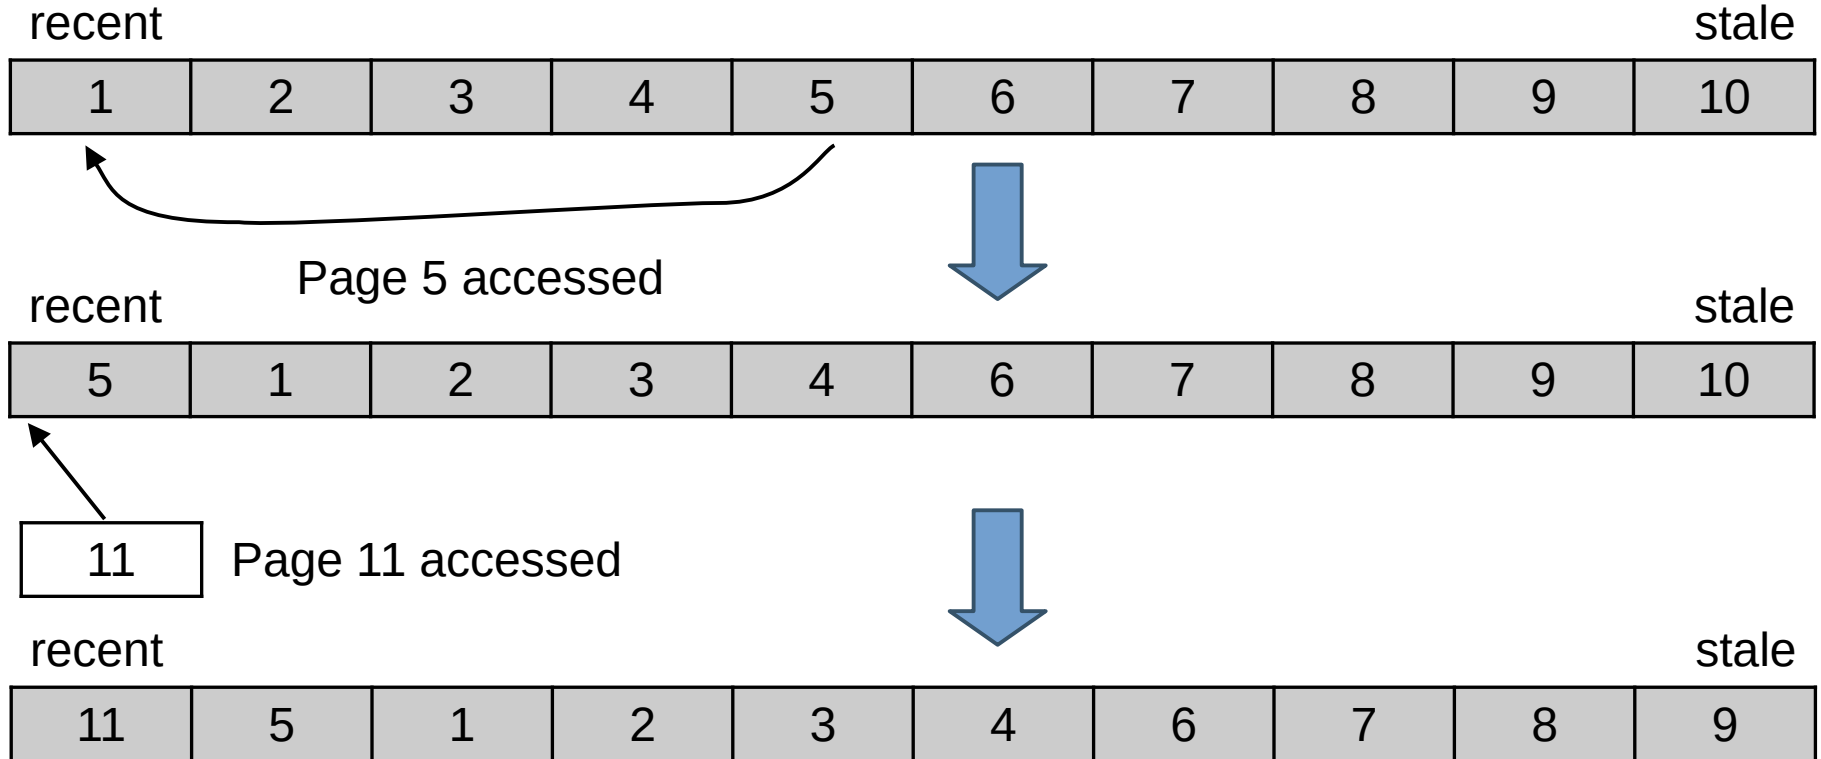 recent stale
1 2 3 4 5 6 7 8 9 10
Page 5 accessed
recent stale
5 1 2 3 4 6 7 8 9 10
11 Page 11 accessed
recent stale
11 5 1 2 3 4 6 7 8 9